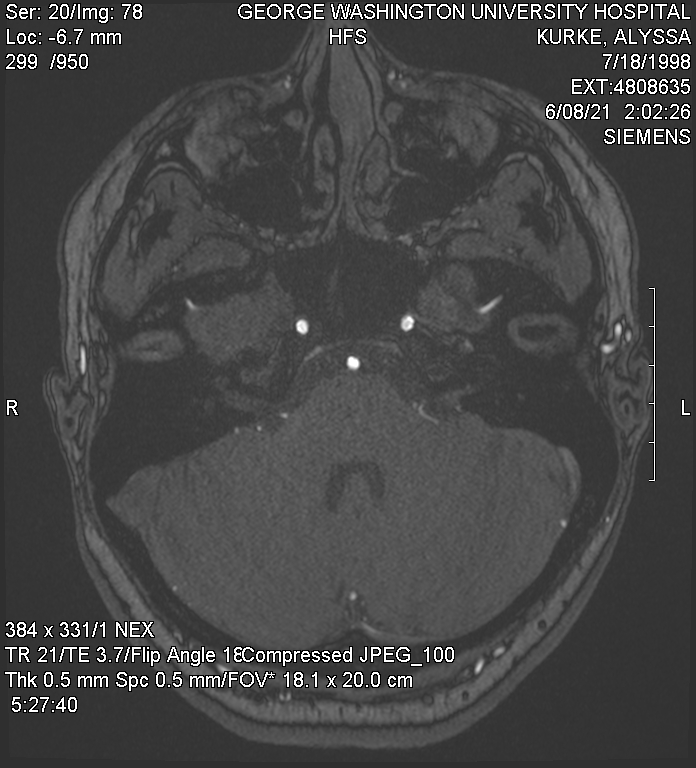 Ser: 20/Img: 78
Loc: -6.7 mm
299 /950
HFS
GEORGE WASHINGTON UNIVERSITY HOSPITAL
KURKE, ALYSSA
7/18/1998
EXT:4808635
6/08/21 2:02:26
SIEMENS
R
L
384 x 331/1 NEX
TR 21/TE 3.7/Flip Angle 18Compressed JPEG_100
Thk 0.5 mm Spc 0.5 mm/FOV* 18.1 x 20.0 cm
5:27:40